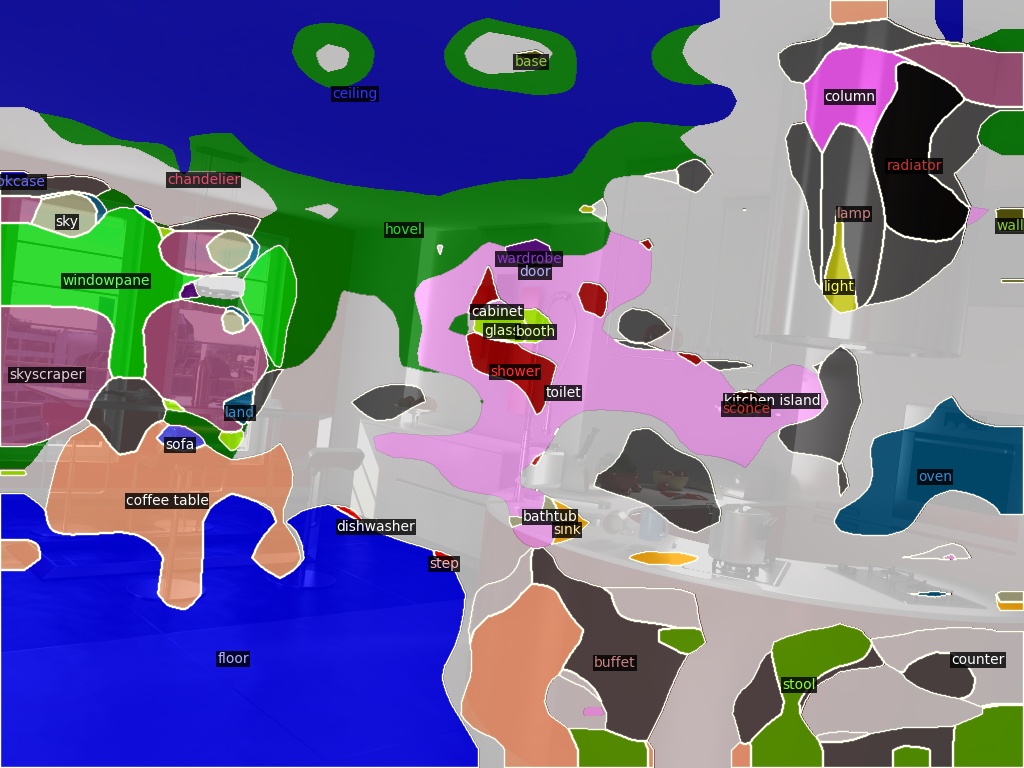 base
ceiling
column
radiator
chandelier
okcase
sky
lamp
wall
hovel
wardrobe
door
windowpane
light
cabinet
glass
booth
skyscraper
shower
toilet
kitchen island
sconce
land
sofa
oven
coffee table
bathtub
dishwasher
sink
step
floor
buffet
counter
stool